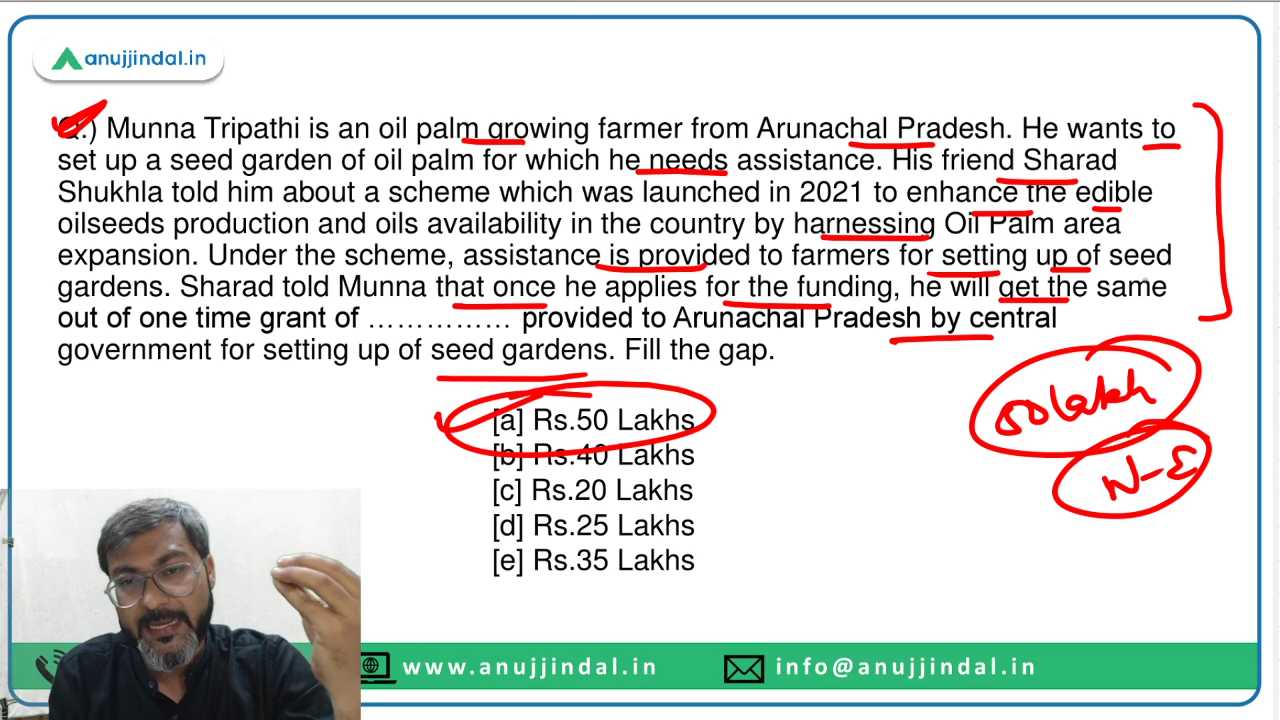 anujjindal.in
Q.) Munna Tripathi is an oil palm growing farmer from Arunachal Pradesh. He wants to
set up a seed garden of oil palm for which he needs assistance. His friend Sharad
Shukhla told him about a scheme which was launched in 2021 to enhance the edible
oilseeds production and oils availability in the country by harnessing Oil Palm area
expansion. Under the scheme, assistance is provided to farmers for setting up of seed
gardens. Sharad told Munna that once he applies for the funding, he will get the same
out of one time grant of …………… provided to Arunachal Pradesh by central
government for setting up of seed gardens. Fill the gap.
[a] Rs.50 Lakhs
50 lakh
[b] Rs.40 Lakhs
N-E
[c] Rs.20 Lakhs
[d] Rs.25 Lakhs
[e] Rs.35 Lakhs
www.anujjindal.in
info@anujjindal.in